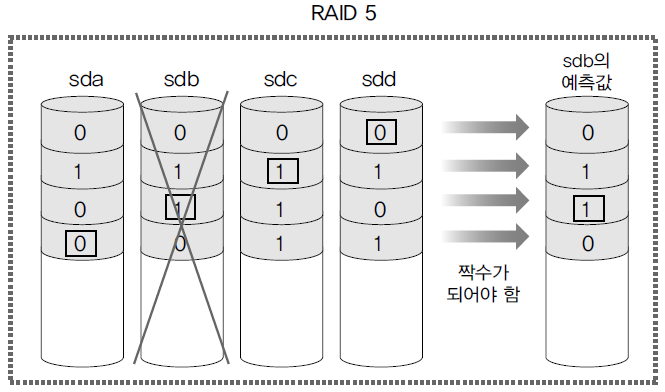 RAID 5
sda sdb sdc sdd sdb의
예측값
0 0 0 0 0
1 1 1 1 1
0 1 1 0 1
0 0 1 1 0
짝수가
되어야 함